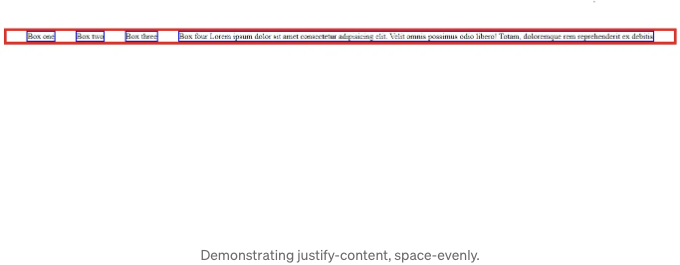 Box one Box two Box three Box four Lorem ipsum dolor sit amet consectetur adipisicing elit. Velit omnis possimus odio libero! Totam, doloremque rem reprehenderit ex debitis
Demonstrating justify-content, space-evenly.